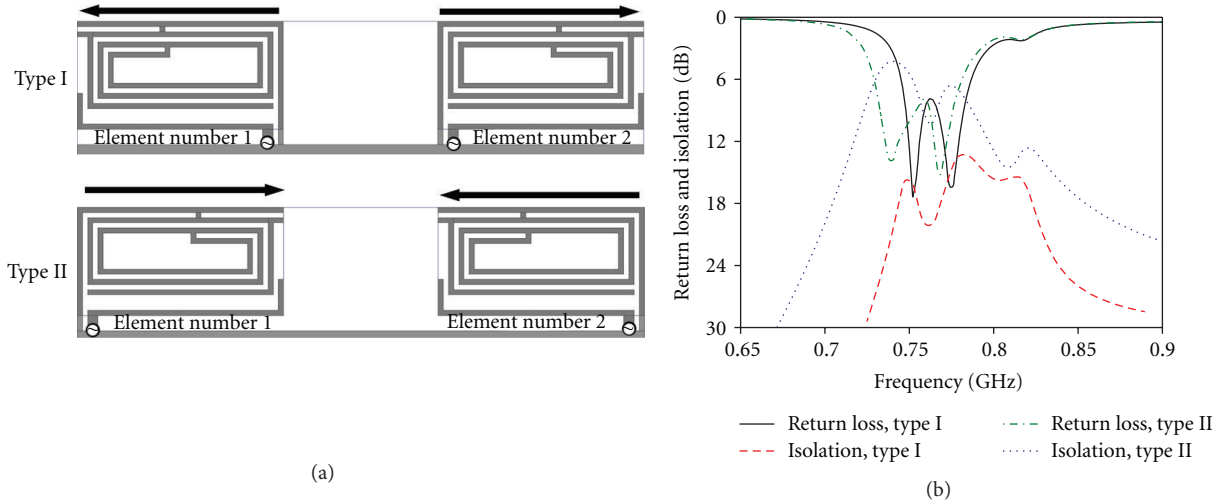 Type I
Element number 1
Element number 2
Type II
Element number 1
Element number 2
(a)
Return loss and isolation (dB)
0
6
12
18
24
30
0.65
0.7
0.75
0.8
0.85
0.9
Frequency (GHz)
Return loss, type I
Isolation, type I
Return loss, type II
Isolation, type II
(b)